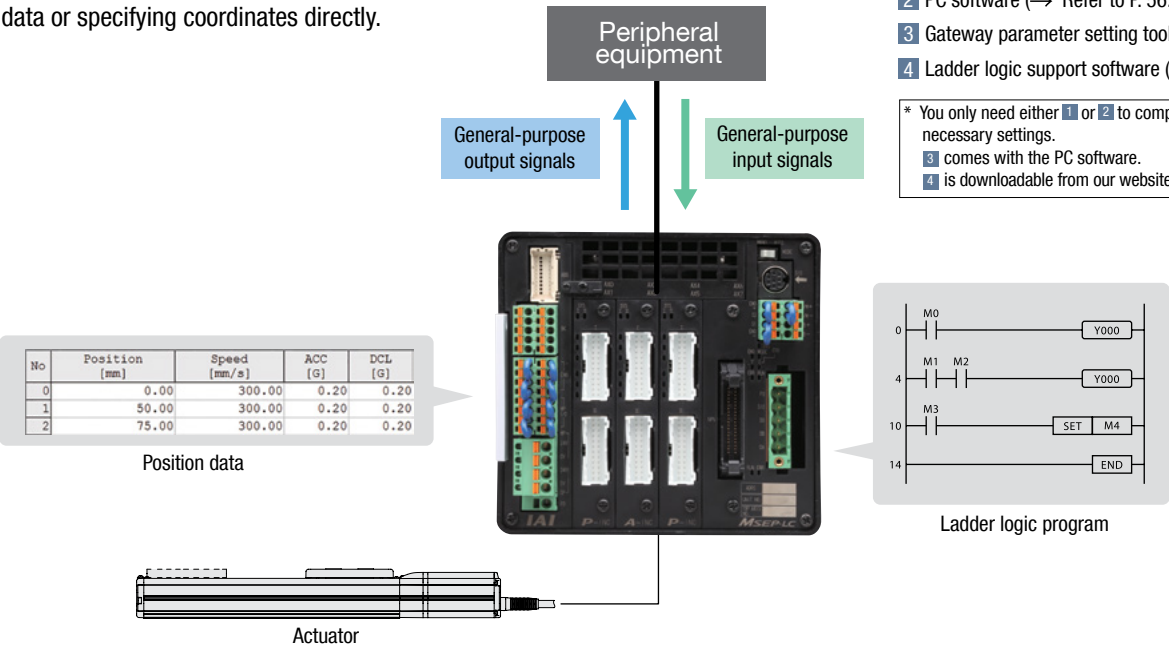 data or specifying coordinates directly.
2 PC software (→ Refer to P. 56.
3 Gateway parameter setting tool
4 Ladder logic support software (
* You only need either 1 or 2 to comp
necessary settings.
3 comes with the PC software.
4 is downloadable from our website
Peripheral
equipment
General-purpose
output signals
General-purpose
input signals
No Position [mm] Speed [mm/s] ACC [G] DCL [G]
0 0.00 300.00 0.20 0.20
1 50.00 300.00 0.20 0.20
2 75.00 300.00 0.20 0.20
Position data
IAI
P
A
P
MSEP-LC
M0
0 Y000
M1 M2
4 Y000
M3
10 SET M4
14 END
Ladder logic program
Actuator